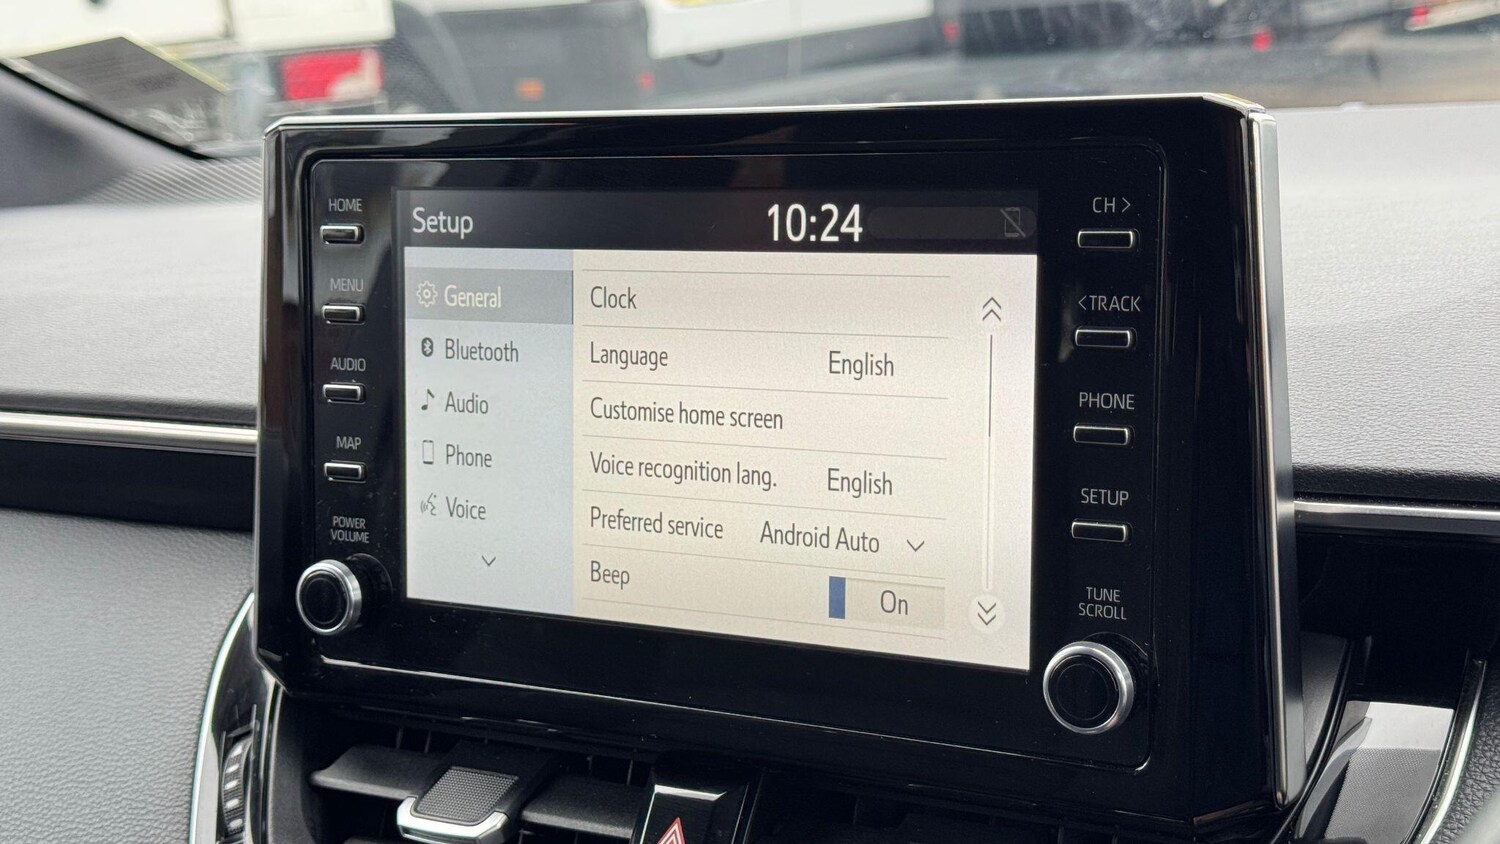 HOME
MENU
AUDIO
MAP
POWER
VOLUME
Setup
10:24
General
Bluetooth
Audio
Phone
Voice
Clock
Language English
Customise home screen
Voice recognition lang. English
Preferred service Android Auto
Beep On
CH >
< TRACK
PHONE
SETUP
TUNE
SCROLL